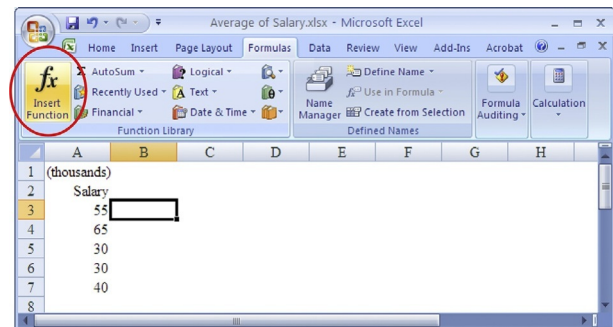 Average of Salary.xlsx - Microsoft Excel
Home Insert Page Layout Formulas Data Review View Add-Ins Acrobat
fx Insert Function
Σ AutoSum
Recently Used
Financial
Logical
A Text
Date & Time
Function Library
Name Manager
Define Name
fx Use in Formula
Create from Selection
Defined Names
Formula Auditing
Calculation
A B C D E F G H
1 (thousands)
2 Salary
3 55
4 65
5 30
6 30
7 40
8